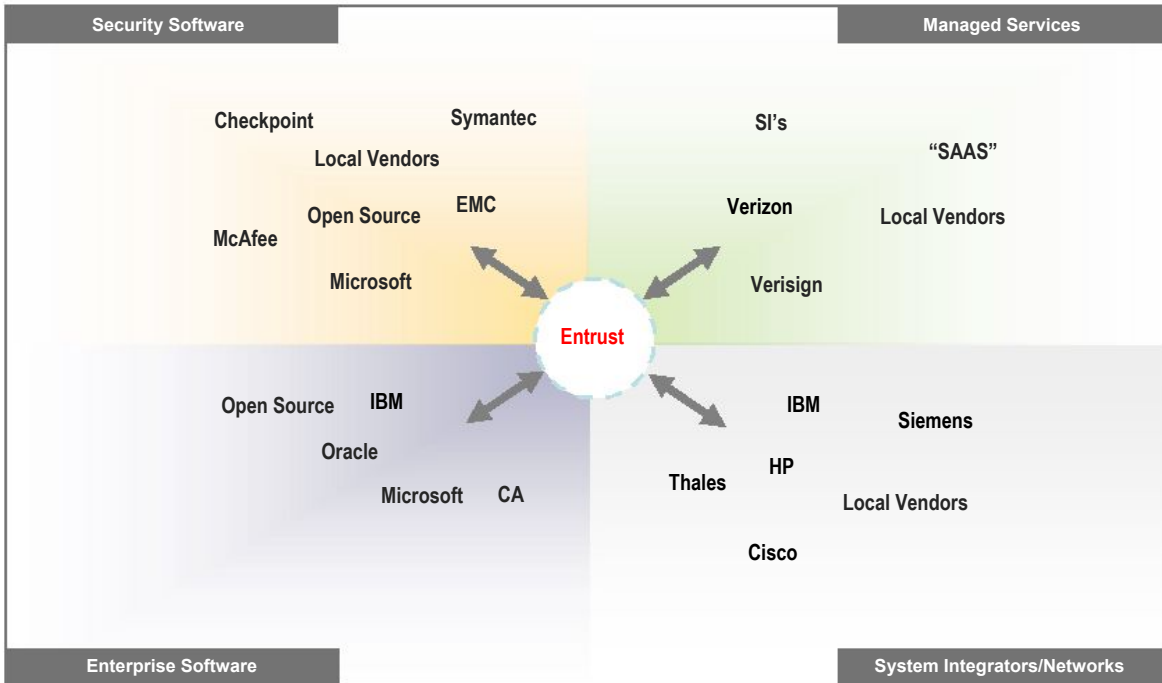 Security Software
Managed Services
Checkpoint
Symantec
Local Vendors
Open Source
EMC
McAfee
Microsoft
SI's
“SAAS”
Verizon
Local Vendors
Verisign
Entrust
Open Source
IBM
Oracle
Microsoft
CA
IBM
Siemens
HP
Thales
Local Vendors
Cisco
Enterprise Software
System Integrators/Networks